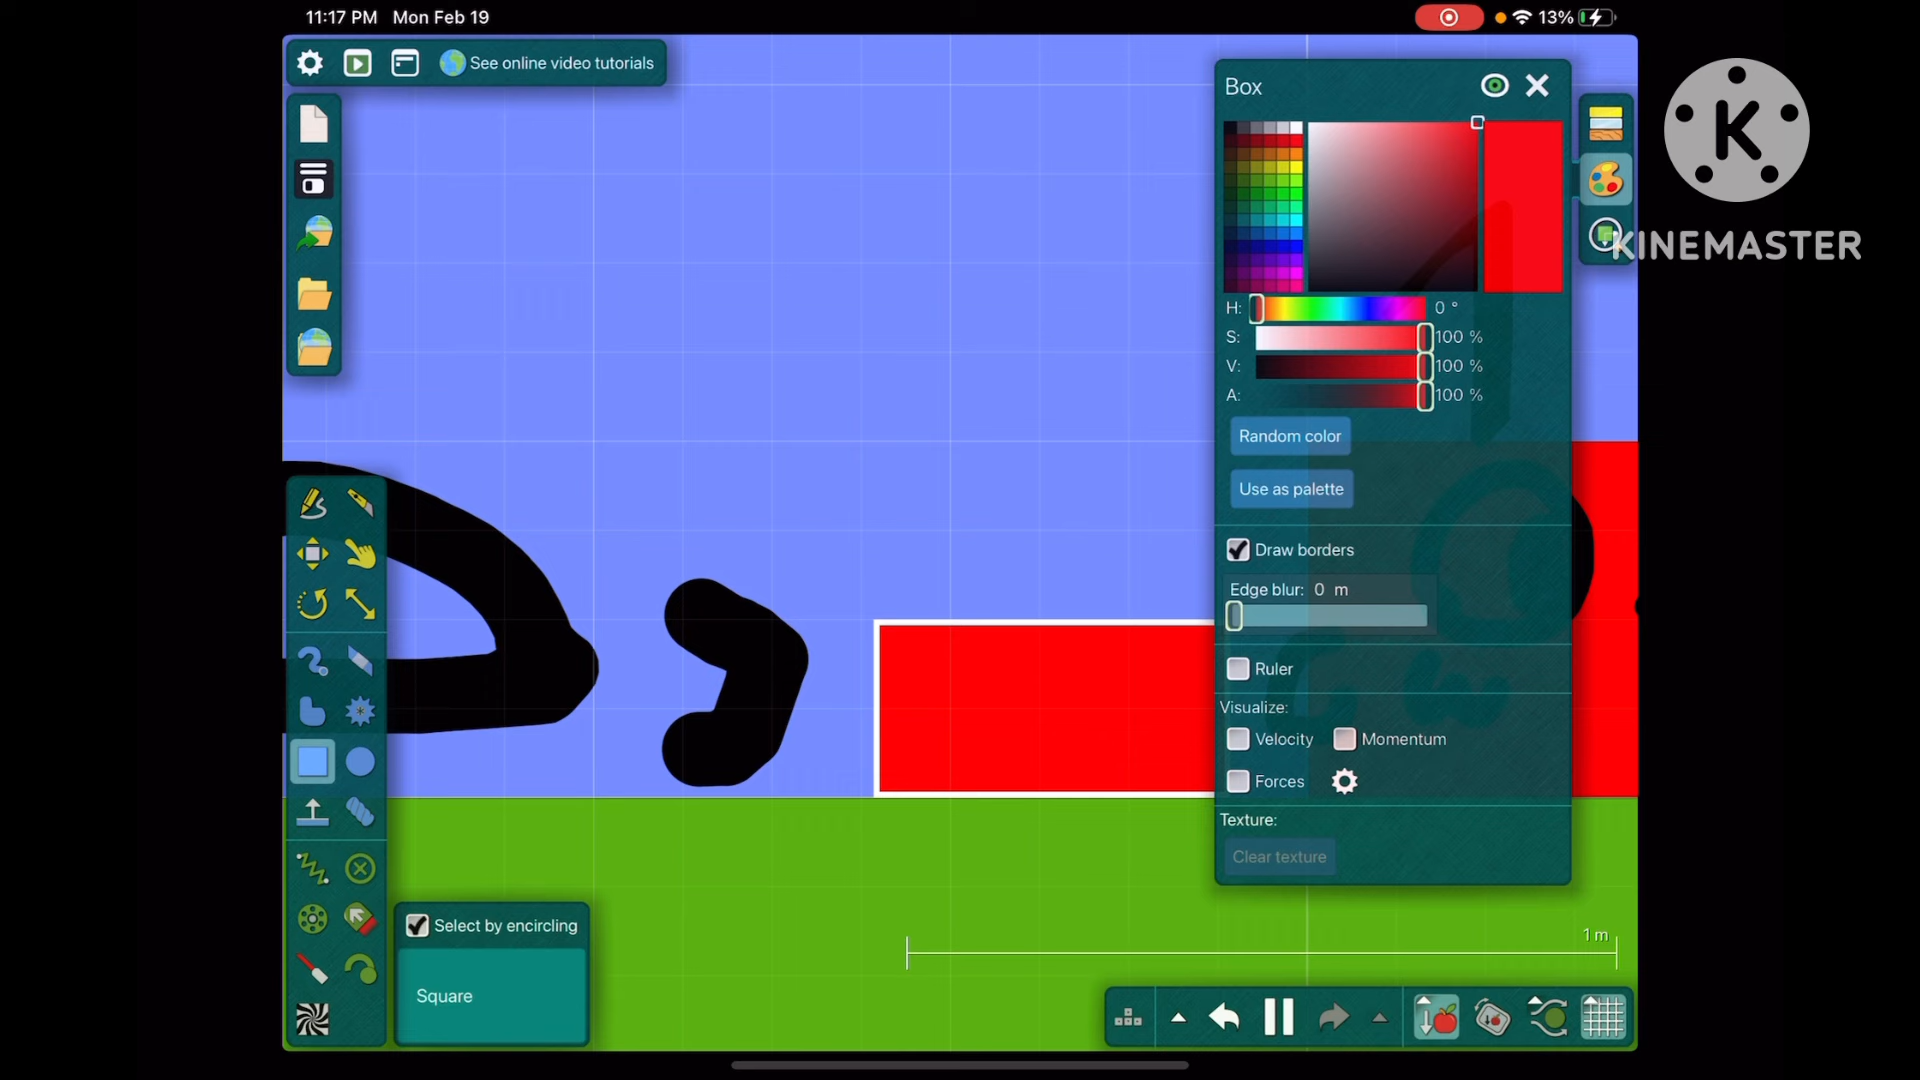 11:17 PM Mon Feb 19
13%
See online video tutorials
Box
K
KINEMASTER
H: 0 °
S: 100 %
V: 100 %
A: 100 %
Random color
Use as palette
Draw borders
Edge blur: 0 m
Ruler
Visualize:
Velocity Momentum
Forces
Texture:
Clear texture
Select by encircling
Square
1 m